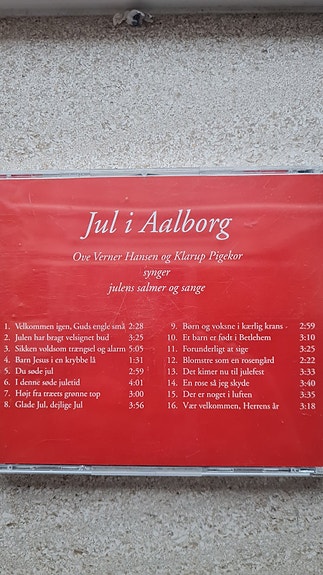 Jul i Aalborg
Ove Verner Hansen og Klarup Pigekor
synger
julens salmer og sange
1. Velkommen igen, Guds engle små 2:28
2. Julen har bragt velsignet bud 3:25
3. Sikken voldsom trængsel og alarm 5:05
4. Barn Jesus i en krybbe lå 1:31
5. Du søde jul 2:59
6. I denne søde juletid 4:01
7. Højt fra træets grønne top 3:00
8. Glade Jul, dejlige Jul 3:56
9. Børn og voksne i kærlig krans 2:59
10. Et barn er født i Betlehem 3:10
11. Forunderligt at sige 3:25
12. Blomstre som en rosengård 2:22
13. Det kimer nu til julefest 3:33
14. En rose så jeg skyde 3:40
15. Der er noget i luften 3:35
16. Vær velkommen, Herrens år 3:18